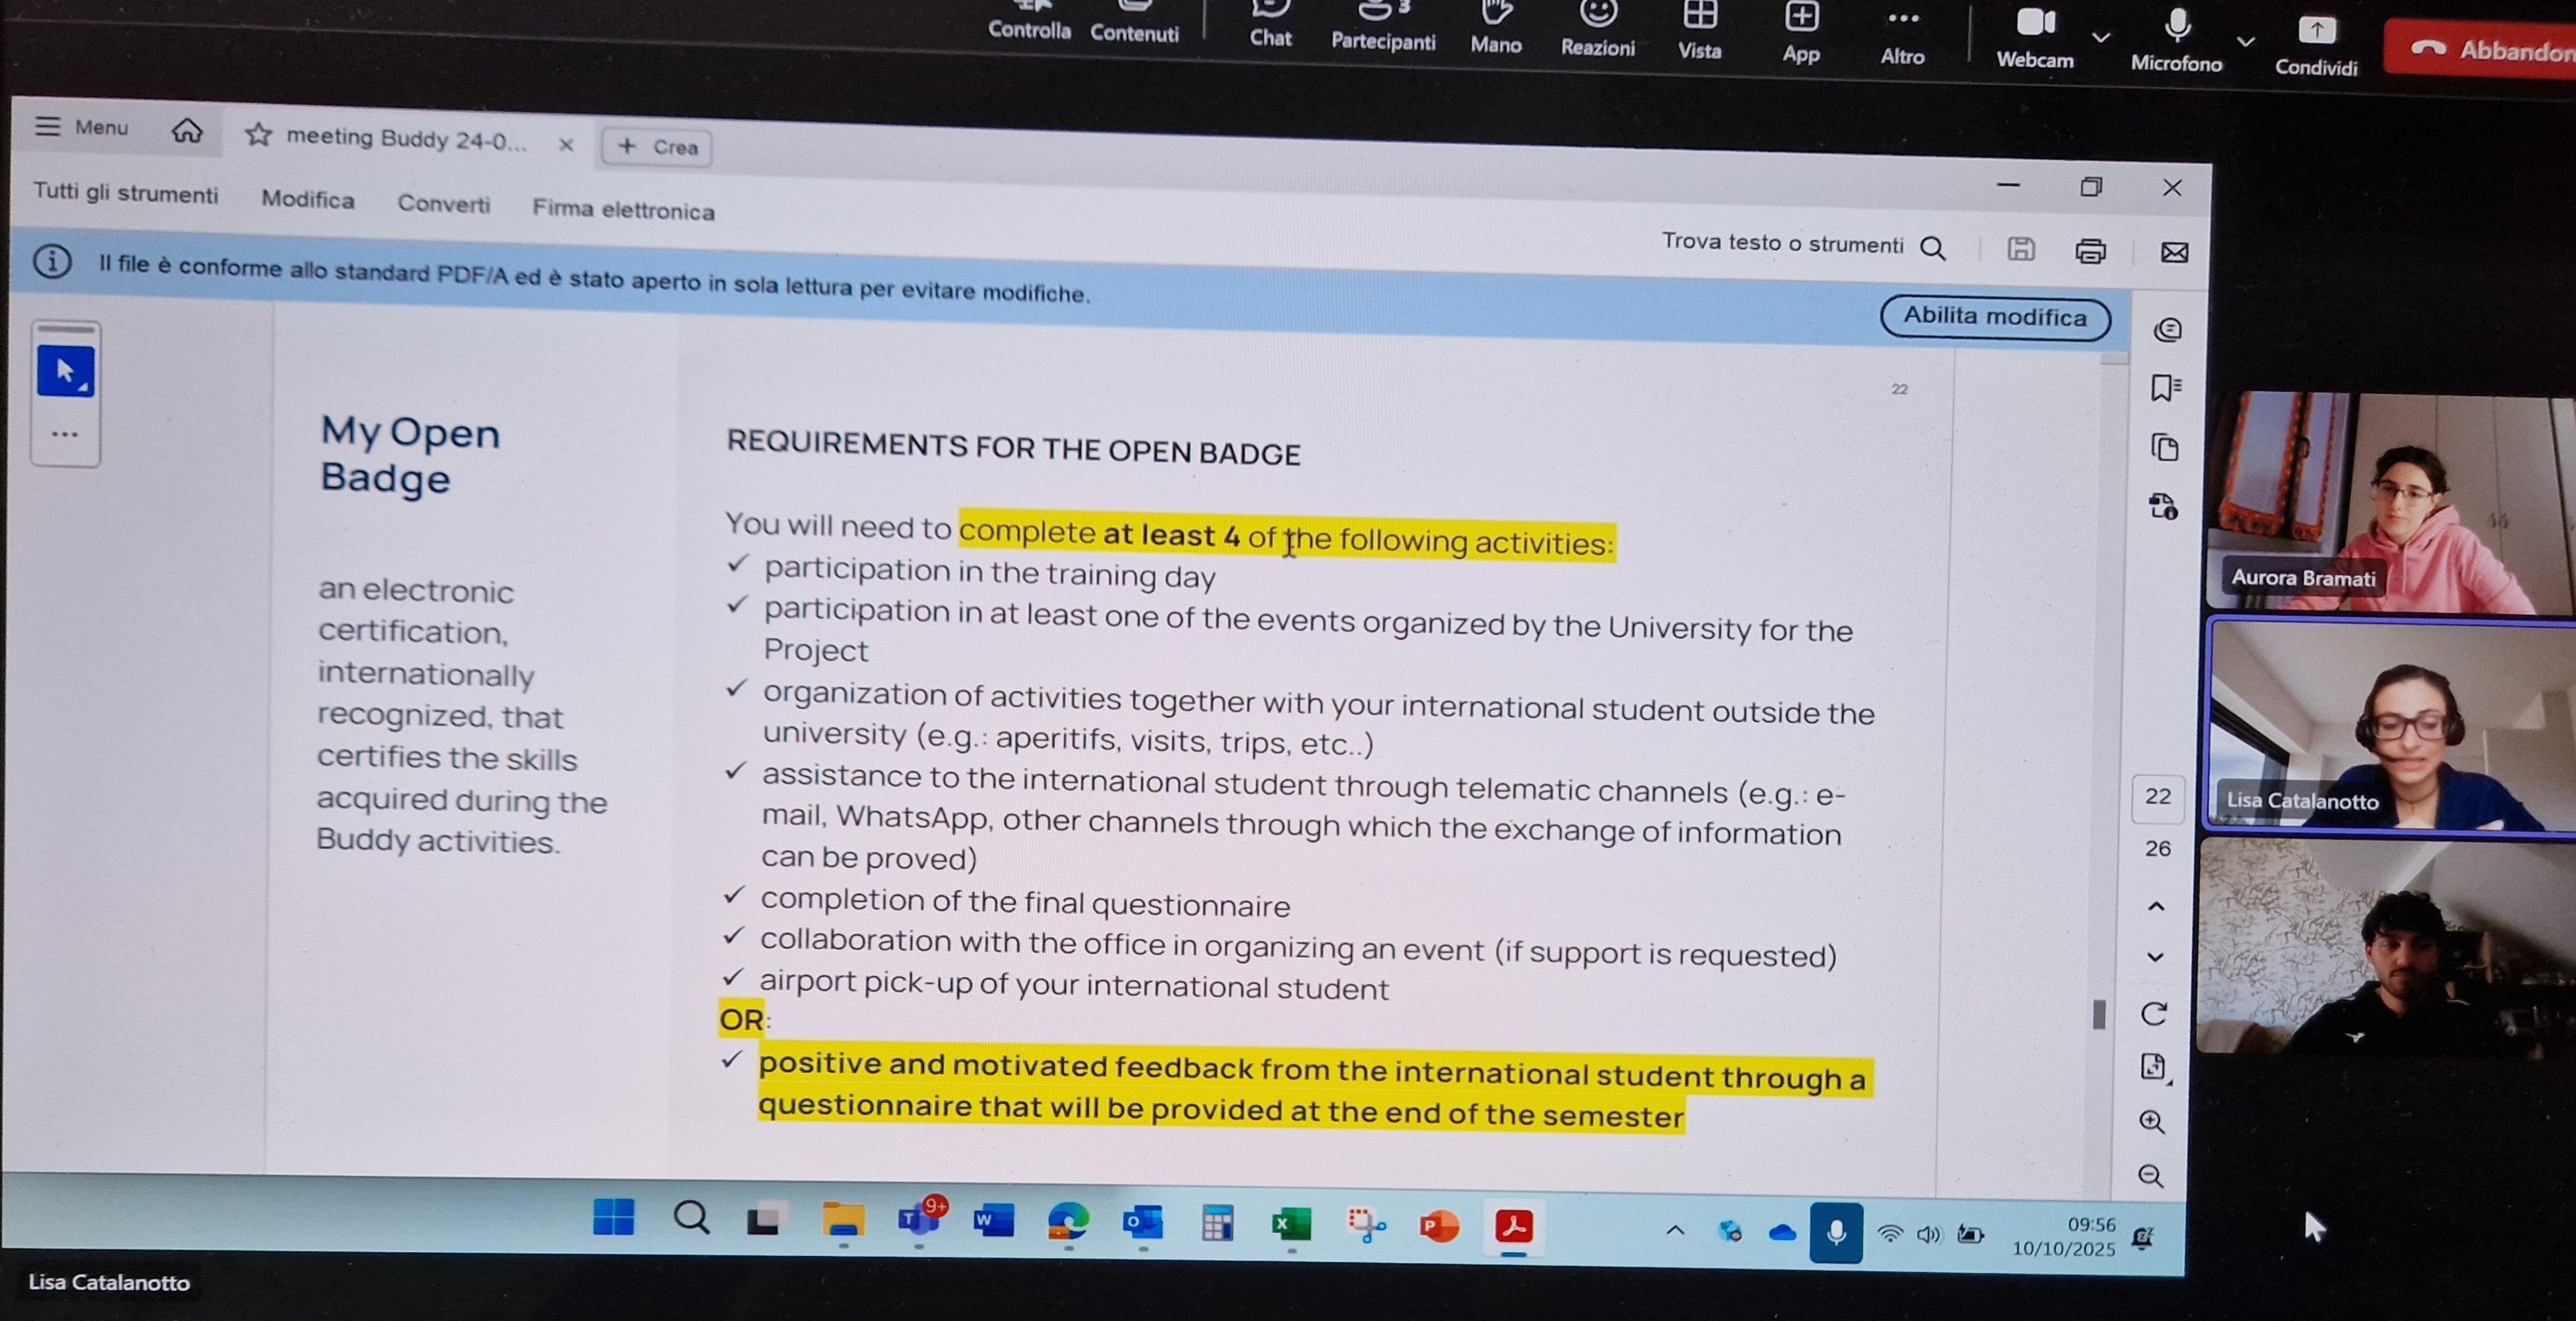 Controlla Contenuti Chat Partecipanti 3 Mano Reazioni Vista App Altro Webcam Microfono Condividi
Menu meeting Buddy 24-0... Crea
Tutti gli strumenti Modifica Converti Firma elettronica
Trova testo o strumenti
Il file è conforme allo standard PDF/A ed è stato aperto in sola lettura per evitare modifiche.
Abilita modifica
22
My Open
Badge
an electronic
certification,
internationally
recognized, that
certifies the skills
acquired during the
Buddy activities.
REQUIREMENTS FOR THE OPEN BADGE
You will need to complete at least 4 of the following activities:
✓ participation in the training day
✓ participation in at least one of the events organized by the University for the
Project
✓ organization of activities together with your international student outside the
university (e.g.: aperitifs, visits, trips, etc..)
✓ assistance to the international student through telematic channels (e.g.: e-
mail, WhatsApp, other channels through which the exchange of information
can be proved)
✓ completion of the final questionnaire
✓ collaboration with the office in organizing an event (if support is requested)
✓ airport pick-up of your international student
OR:
✓ positive and motivated feedback from the international student through a
questionnaire that will be provided at the end of the semester
22
26
Aurora Bramati
Lisa Catalanotto
9+
09:56
10/10/2025
Lisa Catalanotto